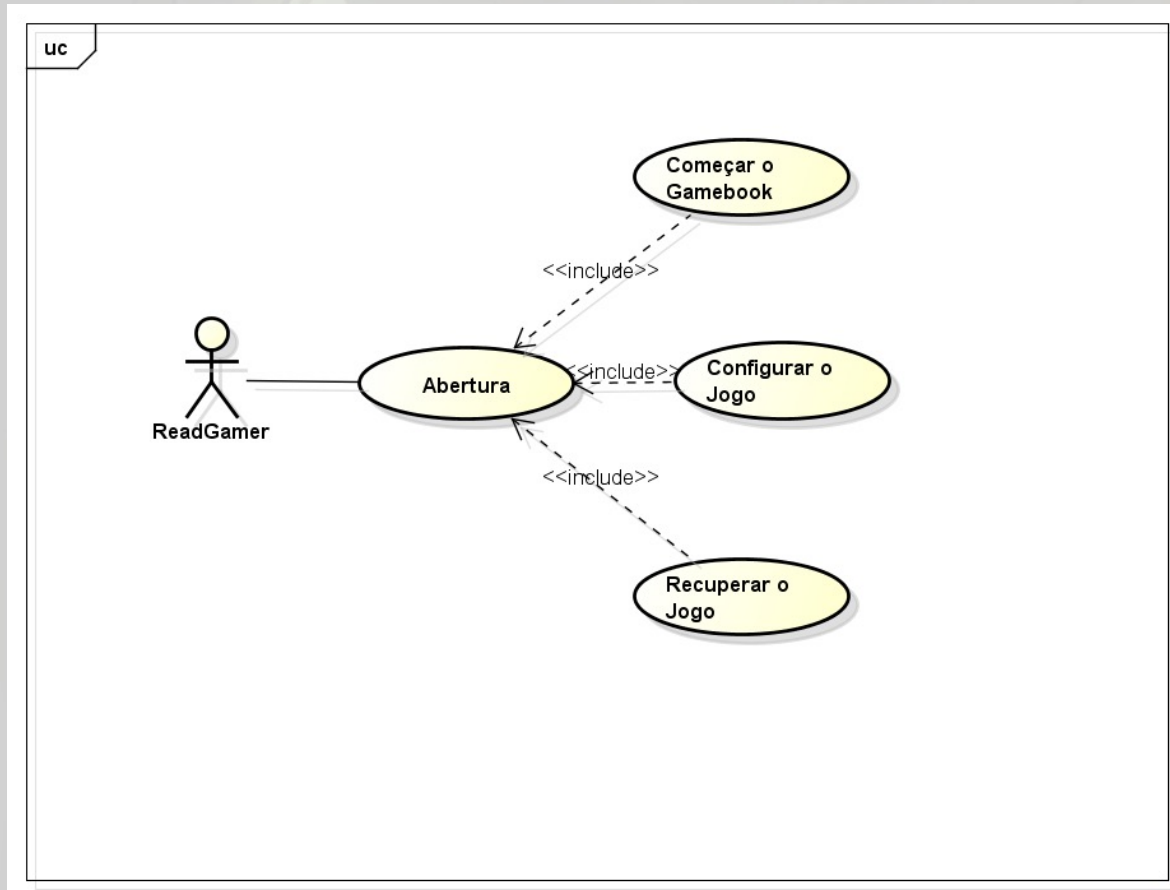 uc
Começar o
Gamebook
<<include>>
<<include>>
Configurar o
Jogo
Abertura
ReadGamer
<<include>>
Recuperar o
Jogo